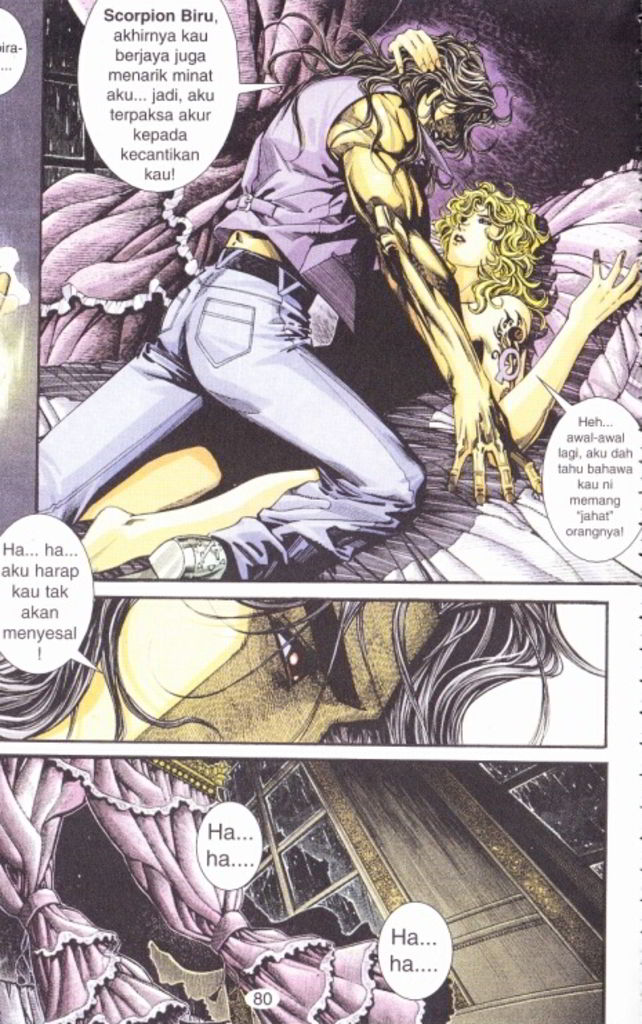 Scorpion Biru,
akhirnya kau
berjaya juga
menarik minat
aku... jadi, aku
terpaksa akur
kepada
kecantikan
kau!
Heh...
awal-awal
lagi, aku dah
tahu bahawa
kau ni
memang
"jahat"
orangnya!
Ha... ha...
aku harap
kau tak
akan
menyesal
!
Ha...
ha....
Ha...
ha....
80